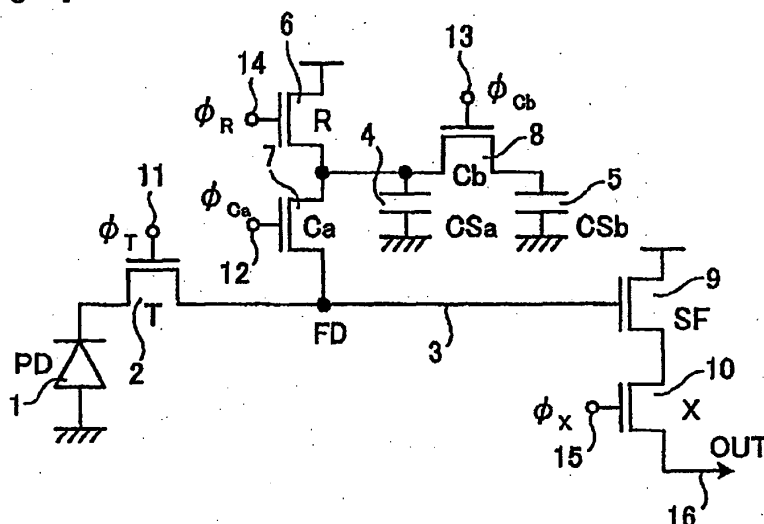 6
13
14
ϕCb
ϕR
R
4
8
7
Cb
5
11
ϕCa
Ca
CSa
CSb
ϕT
12
9
T
SF
FD
3
PD
2
10
1
ϕX
X
15
OUT
16